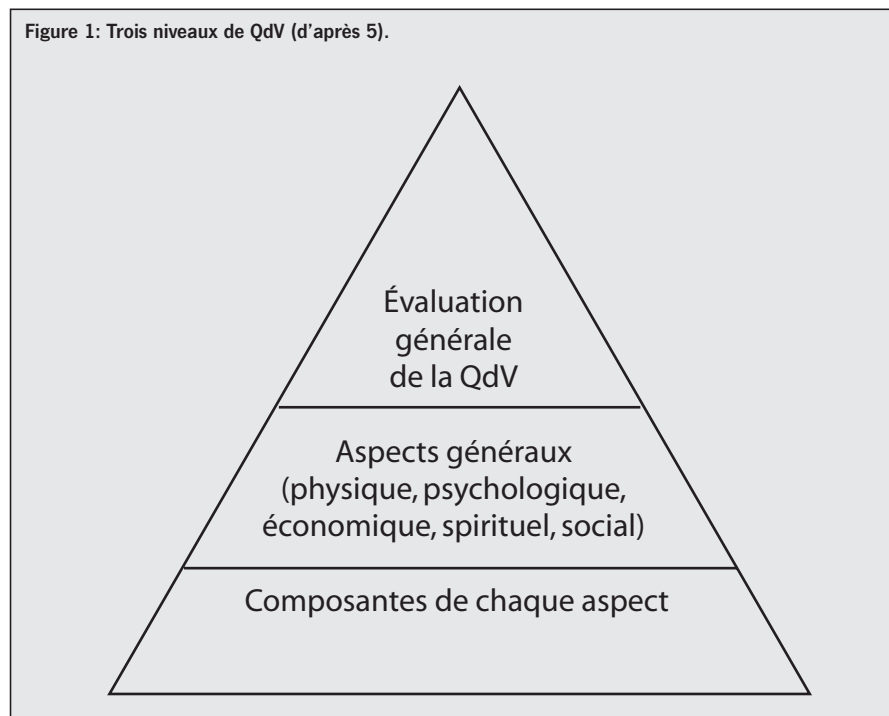 Figure 1: Trois niveaux de QdV (d'après 5).
Évaluation
générale
de la QdV
Aspects généraux
(physique, psychologique,
économique, spirituel, social)
Composantes de chaque aspect